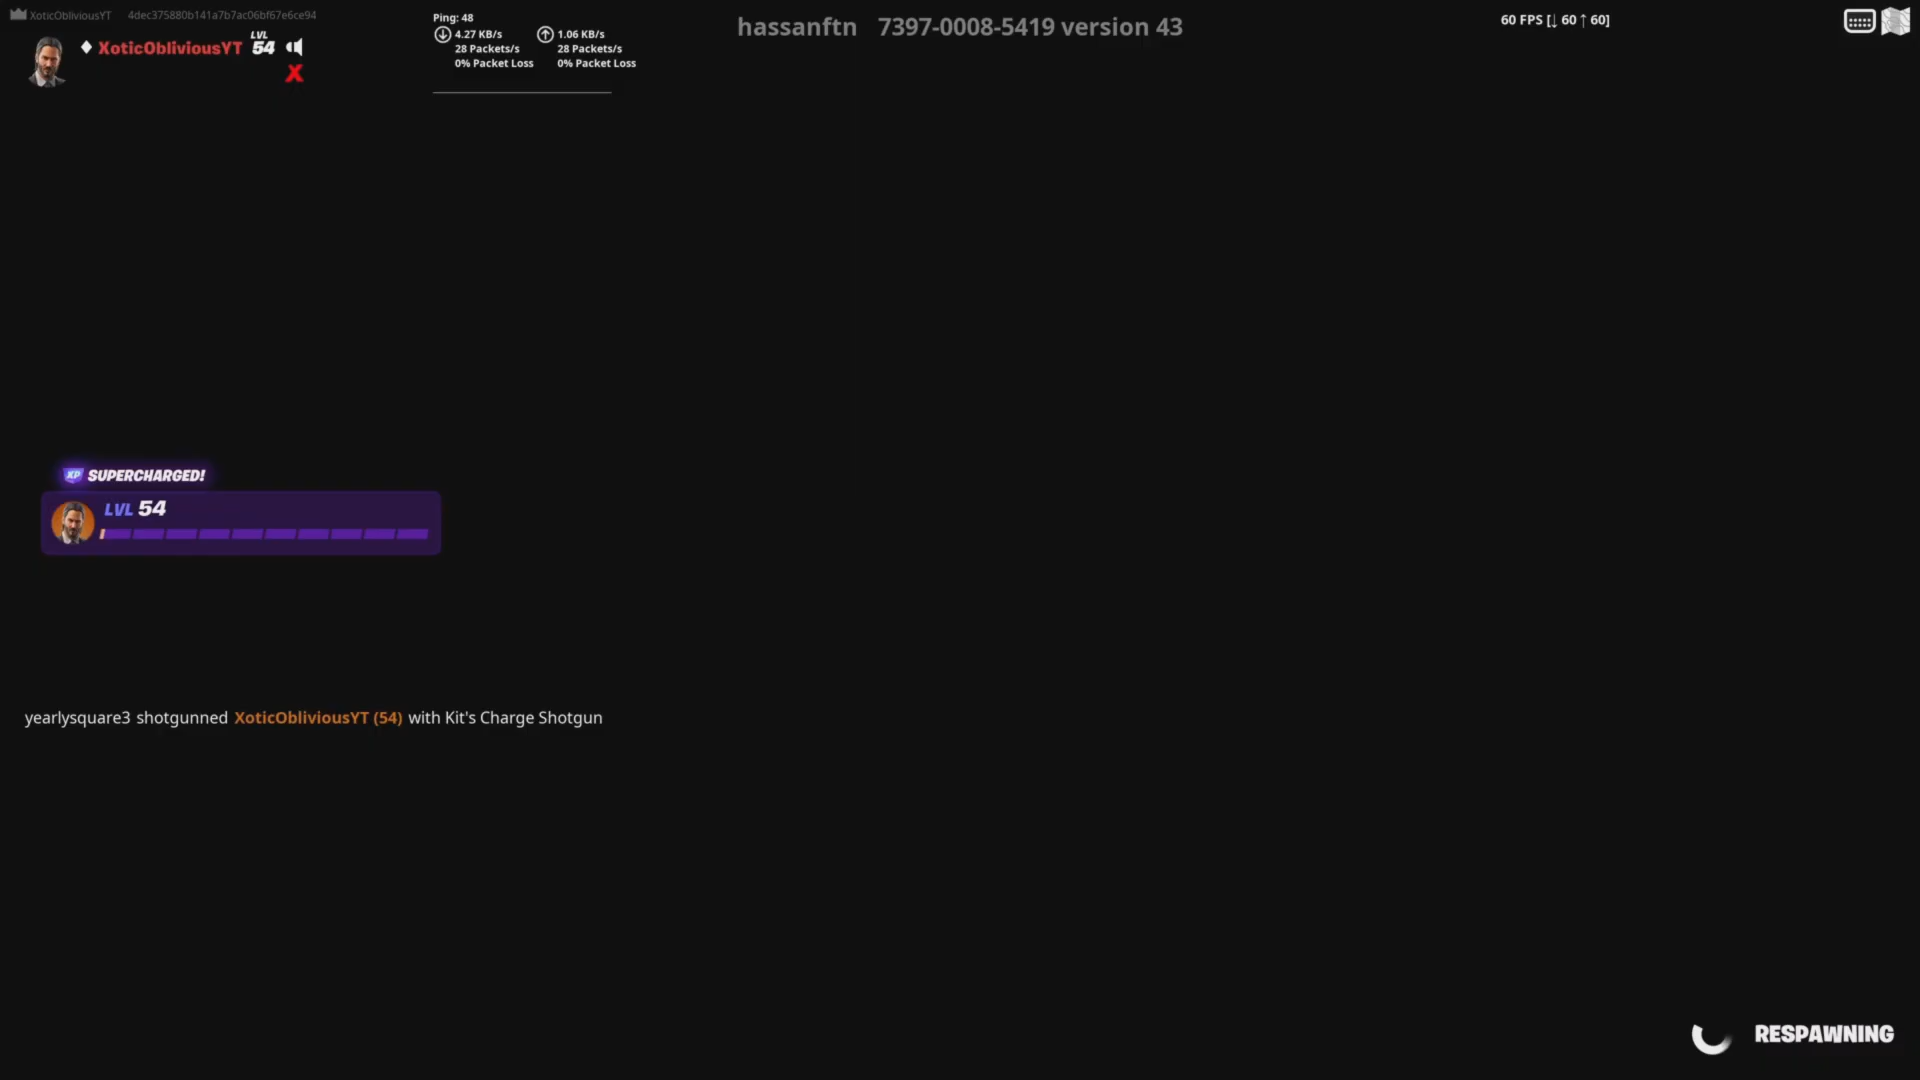 XoticObliviousYT 4dec375880b141a7b7ac06bf67e6ce94
XoticObliviousYT LVL 54
X
Ping: 48
4.27 KB/s 1.06 KB/s
28 Packets/s 28 Packets/s
0% Packet Loss 0% Packet Loss
hassanftn 7397-0008-5419 version 43
60 FPS [↓ 60 ↑ 60]
XP SUPERCHARGED!
LVL 54
yearlysquare3 shotgunned XoticObliviousYT (54) with Kit's Charge Shotgun
RESPAWNING